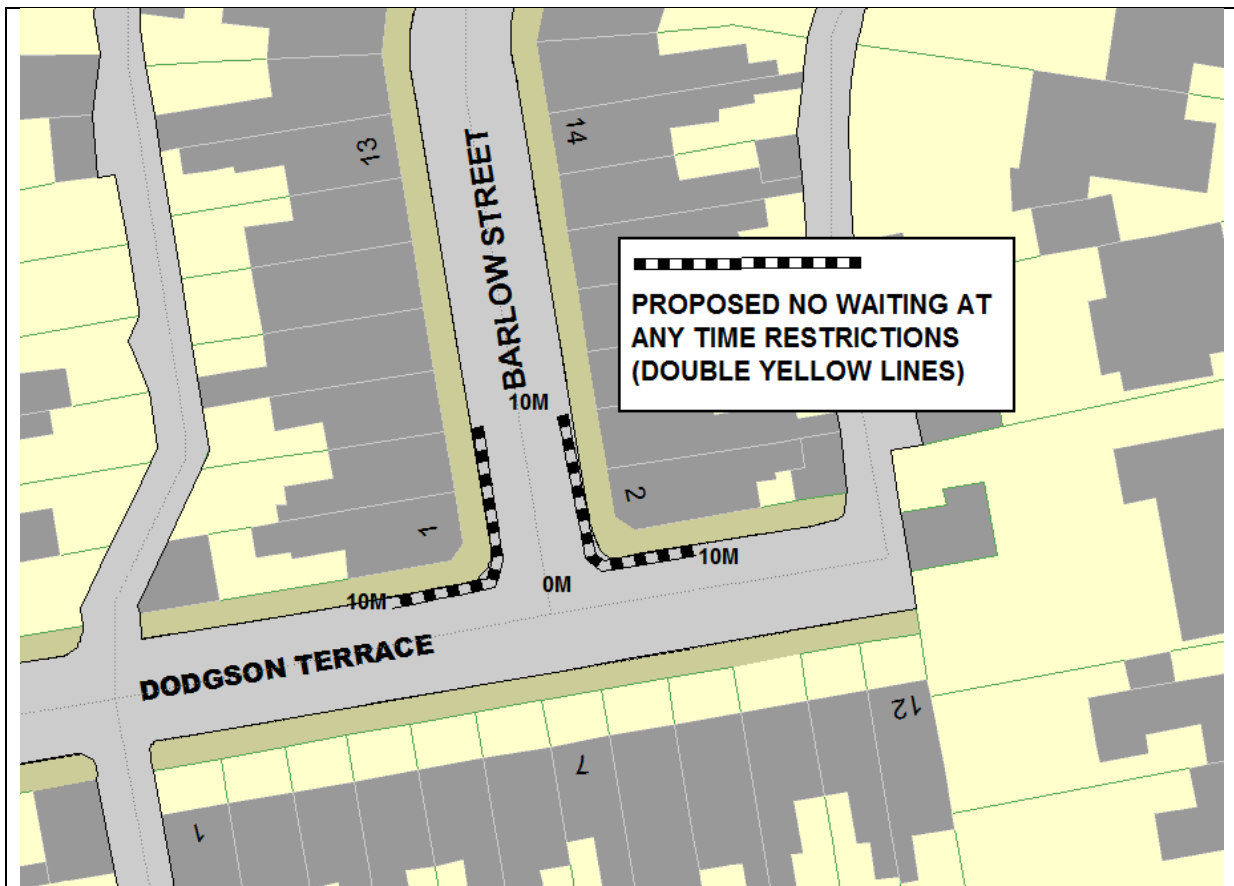 13
14
BARLOW STREET
PROPOSED NO WAITING AT
ANY TIME RESTRICTIONS
(DOUBLE YELLOW LINES)
10M
2
1
10M
0M
10M
DODGSON TERRACE
12
7
1